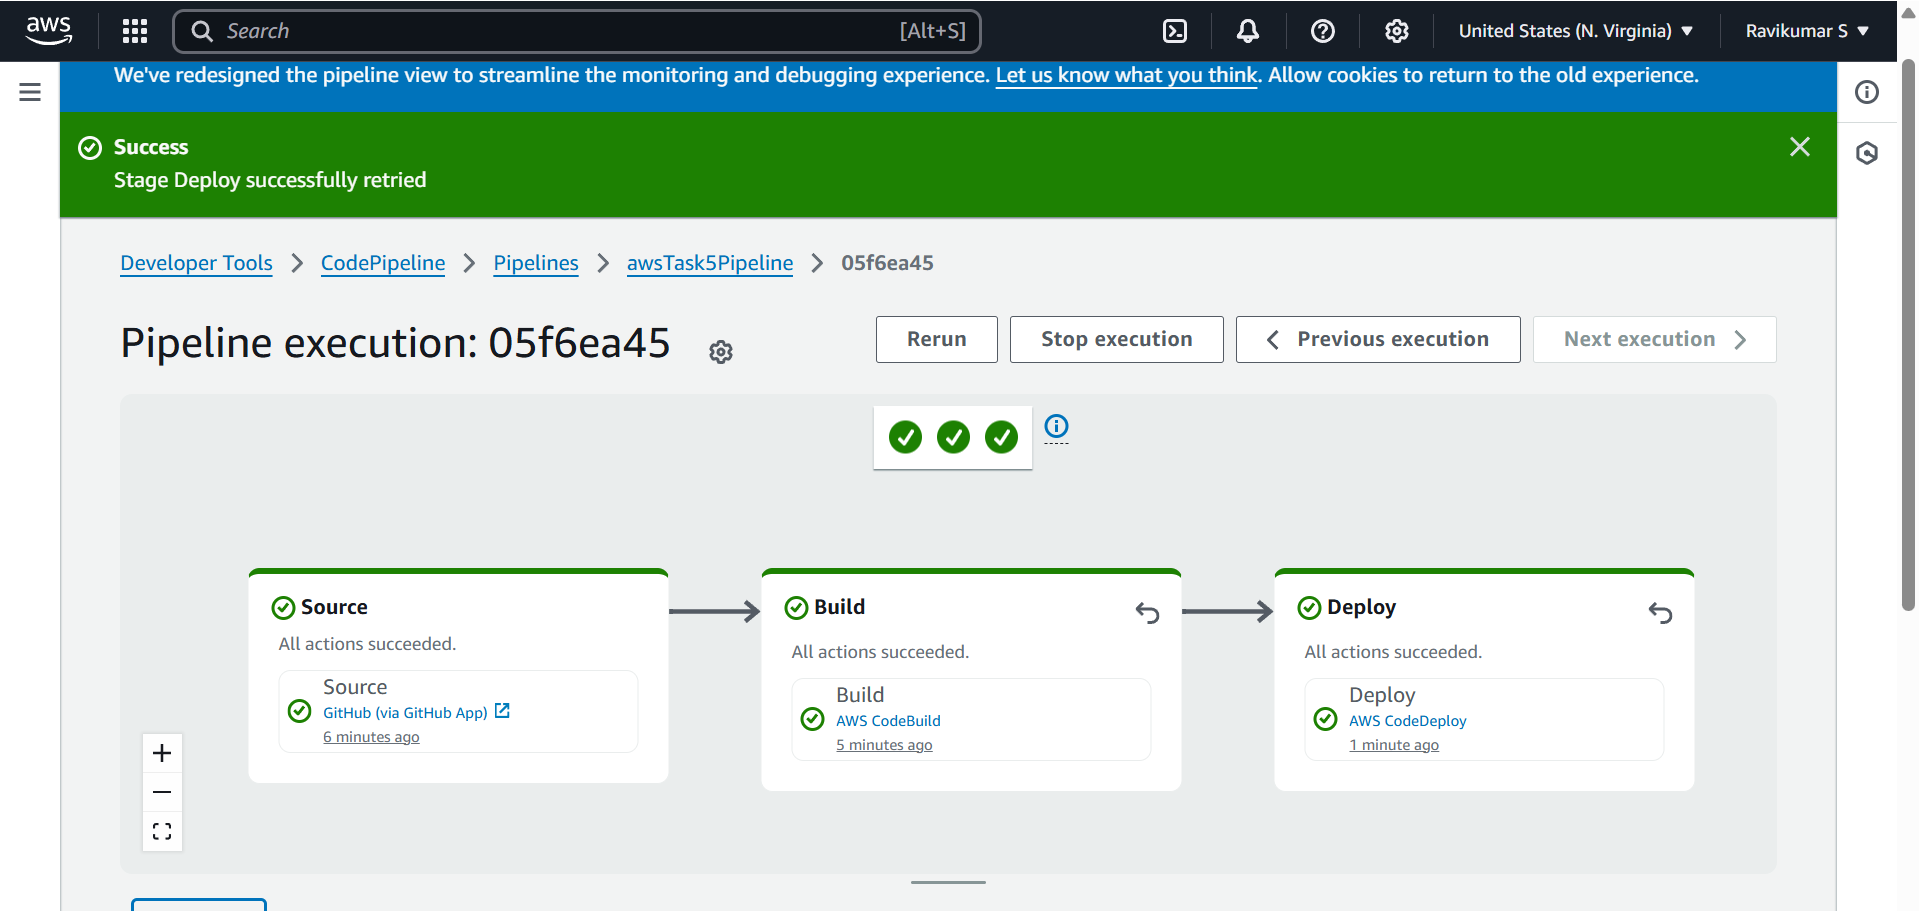 aws
Search [Alt+S]
United States (N. Virginia)
Ravikumar S
We've redesigned the pipeline view to streamline the monitoring and debugging experience. Let us know what you think. Allow cookies to return to the old experience.
Success
Stage Deploy successfully retried
Developer Tools > CodePipeline > Pipelines > awsTask5Pipeline > 05f6ea45
Pipeline execution: 05f6ea45
Rerun
Stop execution
Previous execution
Next execution
Source
All actions succeeded.
Source
GitHub (via GitHub App)
6 minutes ago
Build
All actions succeeded.
Build
AWS CodeBuild
5 minutes ago
Deploy
All actions succeeded.
Deploy
AWS CodeDeploy
1 minute ago